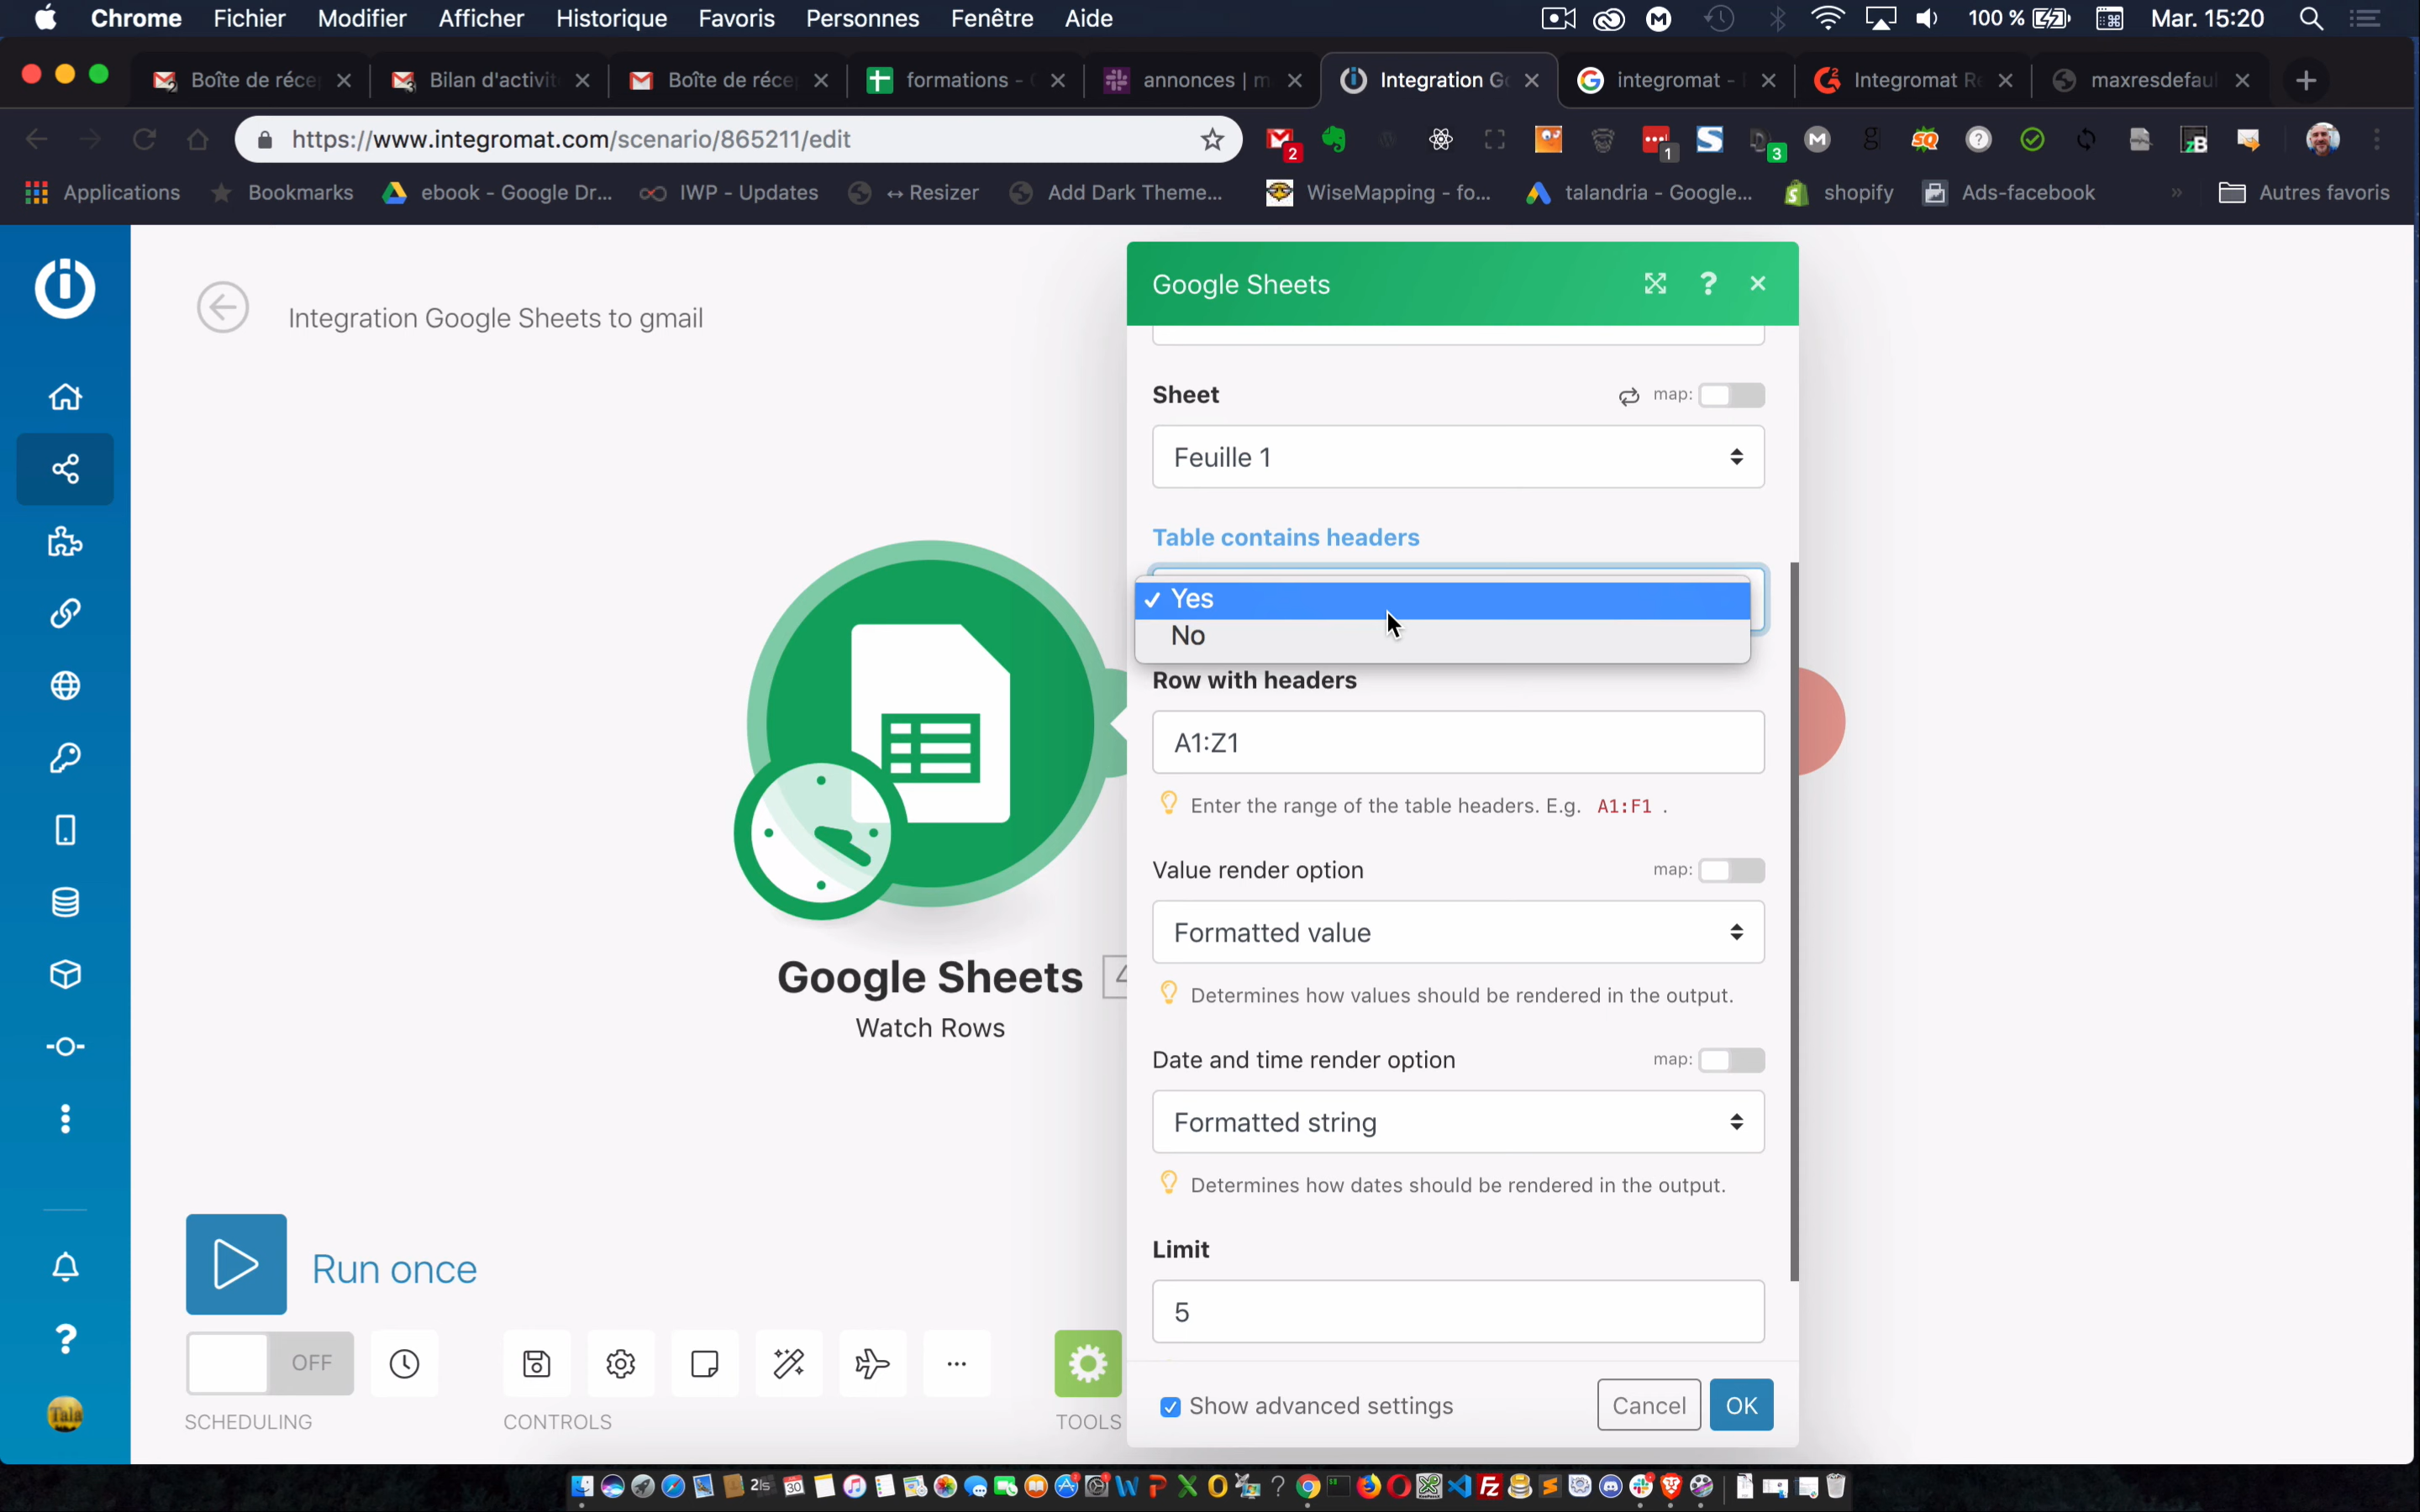 Chrome Fichier Modifier Afficher Historique Favoris Personnes Fenêtre Aide 100 % Mar. 15:20
Boîte de réce Bilan d'activit Boîte de réce formations - annonces | m Integration Go integromat - Integromat Re maxresdefaul
https://www.integromat.com/scenario/865211/edit
2 1 3
Applications Bookmarks ebook - Google Dr... IWP - Updates ↔ Resizer Add Dark Theme... WiseMapping - fo... talandria - Google... shopify Ads-facebook » Autres favoris
Integration Google Sheets to gmail
Google Sheets
Sheet map:
Feuille 1
Table contains headers
✓ Yes
No
Row with headers
A1:Z1
Enter the range of the table headers. E.g. A1:F1 .
Value render option map:
Formatted value
Determines how values should be rendered in the output.
Date and time render option map:
Formatted string
Determines how dates should be rendered in the output.
Limit
5
Show advanced settings Cancel OK
Google Sheets
Watch Rows
Run once
OFF
SCHEDULING CONTROLS TOOLS
Tala